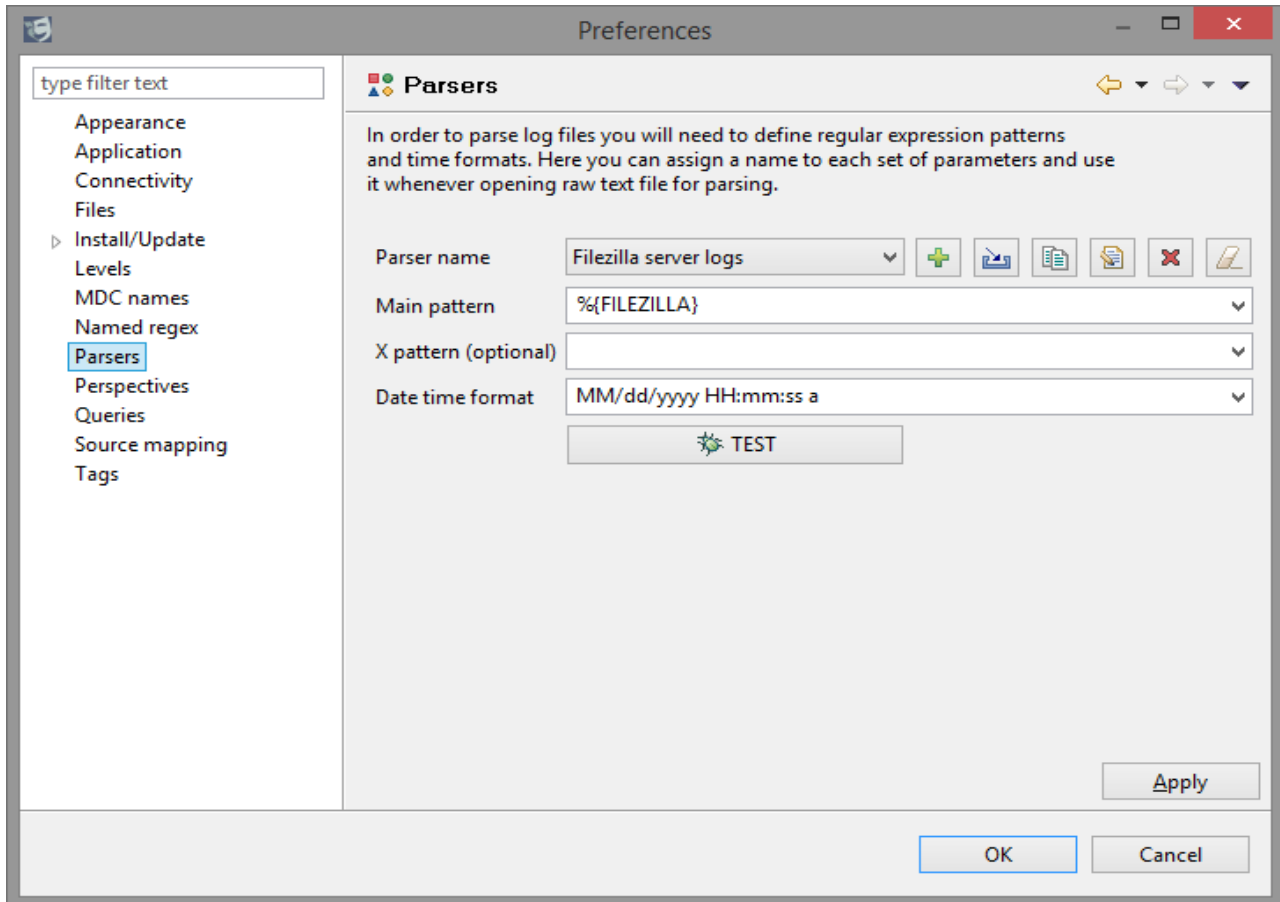 Preferences
type filter text
Appearance
Application
Connectivity
Files
Install/Update
Levels
MDC names
Named regex
Parsers
Perspectives
Queries
Source mapping
Tags
Parsers
In order to parse log files you will need to define regular expression patterns
and time formats. Here you can assign a name to each set of parameters and use
it whenever opening raw text file for parsing.
Parser name Filezilla server logs
Main pattern %{FILEZILLA}
X pattern (optional)
Date time format MM/dd/yyyy HH:mm:ss a
TEST
Apply
OK Cancel